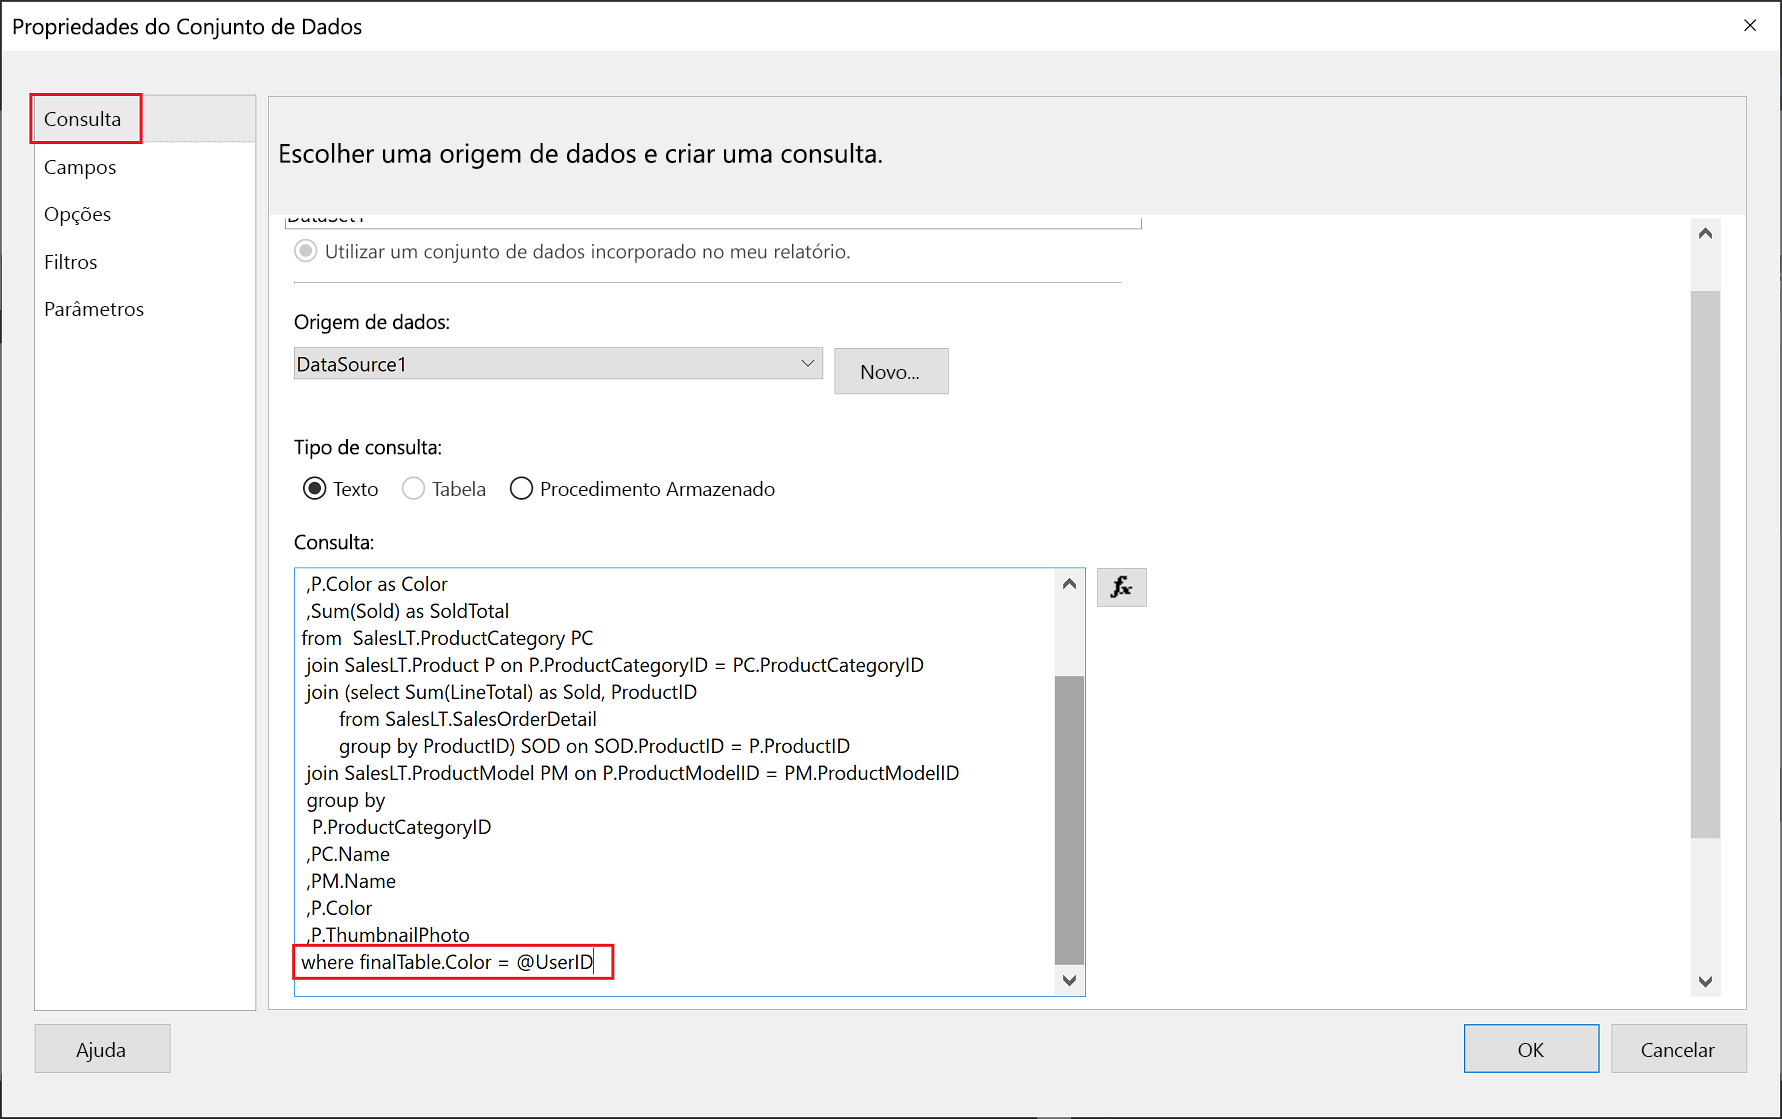 Propriedades do Conjunto de Dados
Consulta
Campos
Opções
Filtros
Parâmetros
Escolher uma origem de dados e criar uma consulta.
DataSet1
Utilizar um conjunto de dados incorporado no meu relatório.
Origem de dados:
DataSource1
Novo...
Tipo de consulta:
Texto Tabela Procedimento Armazenado
Consulta:
,P.Color as Color
,Sum(Sold) as SoldTotal
from  SalesLT.ProductCategory PC
join SalesLT.Product P on P.ProductCategoryID = PC.ProductCategoryID
join (select Sum(LineTotal) as Sold, ProductID
from SalesLT.SalesOrderDetail
group by ProductID) SOD on SOD.ProductID = P.ProductID
join SalesLT.ProductModel PM on P.ProductModelID = PM.ProductModelID
group by
P.ProductCategoryID
,PC.Name
,PM.Name
,P.Color
,P.ThumbnailPhoto
where finalTable.Color = @UserID
fx
Ajuda
OK
Cancelar